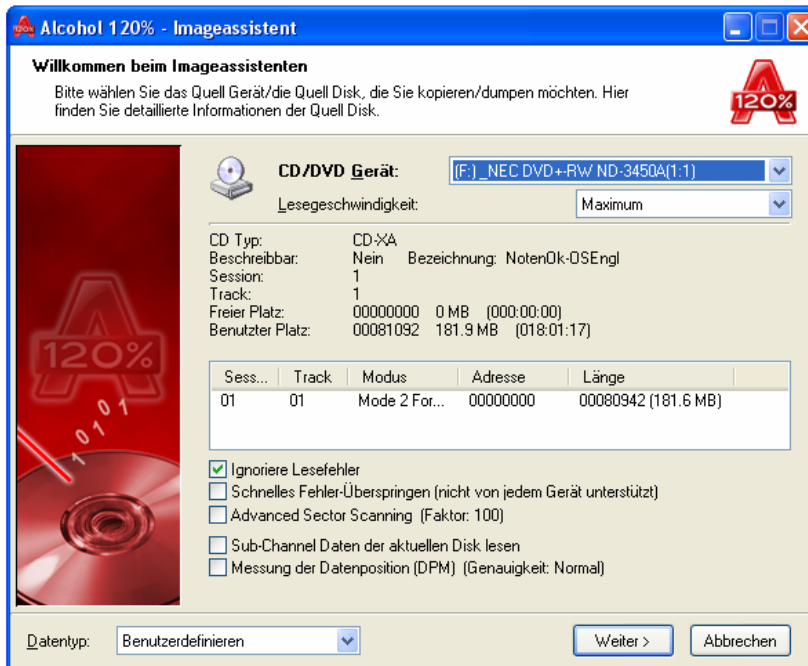 Alcohol 120% - Imageassistent
Willkommen beim Imageassistenten
Bitte wählen Sie das Quell Gerät/die Quell Disk, die Sie kopieren/dumpen möchten. Hier
finden Sie detaillierte Informationen der Quell Disk.
120%
CD/DVD Gerät: (F:) _NEC DVD+-RW ND-3450A(1:1)
Lesegeschwindigkeit: Maximum
CD Typ: CD-XA
Beschreibbar: Nein Bezeichnung: NotenOk-OSEngl
Session: 1
Track: 1
Freier Platz: 00000000 0 MB (000:00:00)
Benutzter Platz: 00081092 181.9 MB (018:01:17)
120%
0 1
1 0 1
Sess... Track Modus Adresse Länge
01 01 Mode 2 For... 00000000 00080942 (181.6 MB)
Ignoriere Lesefehler
Schnelles Fehler-Überspringen (nicht von jedem Gerät unterstützt)
Advanced Sector Scanning (Faktor: 100)
Sub-Channel Daten der aktuellen Disk lesen
Messung der Datenposition (DPM) (Genauigkeit: Normal)
Datentyp: Benutzerdefinieren Weiter > Abbrechen